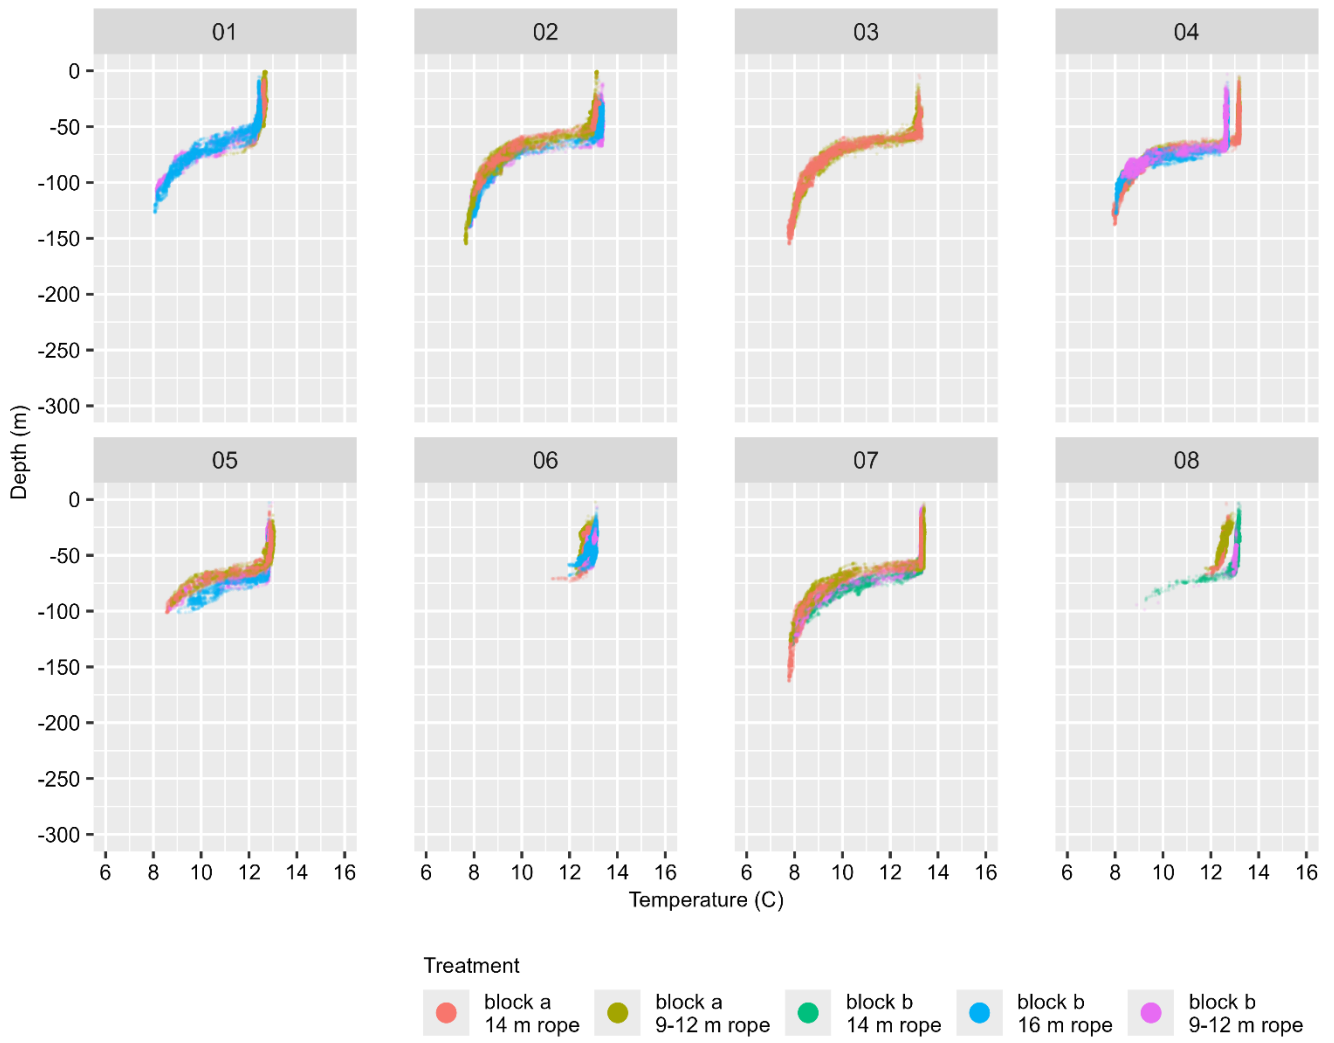 01 02 03 04
0
-50
-100
-150
-200
-250
-300
05 06 07 08
0
-50
-100
-150
-200
-250
-300
Depth (m)
6 8 10 12 14 16 6 8 10 12 14 16 6 8 10 12 14 16 6 8 10 12 14 16
Temperature (C)
Treatment
block a block a block b block b block b
14 m rope 9-12 m rope 14 m rope 16 m rope 9-12 m rope